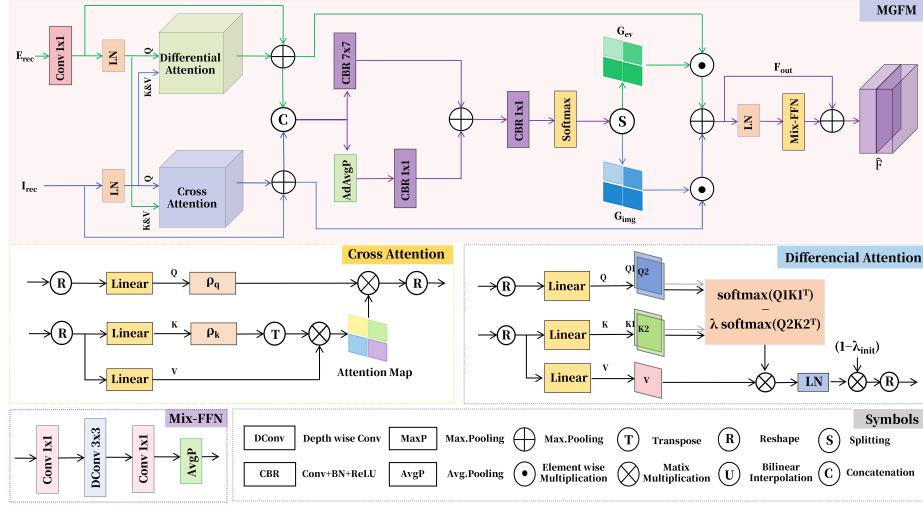 MGFM
E_rec
Conv 1x1
LN
Q
K&V
Differential
Attention
I_rec
LN
Q
K&V
Cross
Attention
C
CBR 7x7
AdAvgP
CBR 1x1
CBR 1x1
Softmax
S
G_ev
G_img
F_out
LN
Mix-FFN
F̂
Cross Attention
R
Linear
Q
ρ_q
R
R
Linear
K
ρ_k
T
Linear
V
Attention Map
Differencial Attention
R
Linear
Q
Q1
Q2
R
Linear
K
K1
K2
Linear
V
V
softmax(Q1K1^T)
−
λ softmax(Q2K2^T)
LN
(1−λ_init)
R
Mix-FFN
Conv 1x1
DConv 3x3
Conv 1x1
AvgP
Symbols
DConv Depth wise Conv MaxP Max.Pooling Max.Pooling T Transpose R Reshape S Splitting
CBR Conv+BN+ReLU AvgP Avg.Pooling Element wise Multiplication Matix Multiplication U Bilinear Interpolation C Concatenation